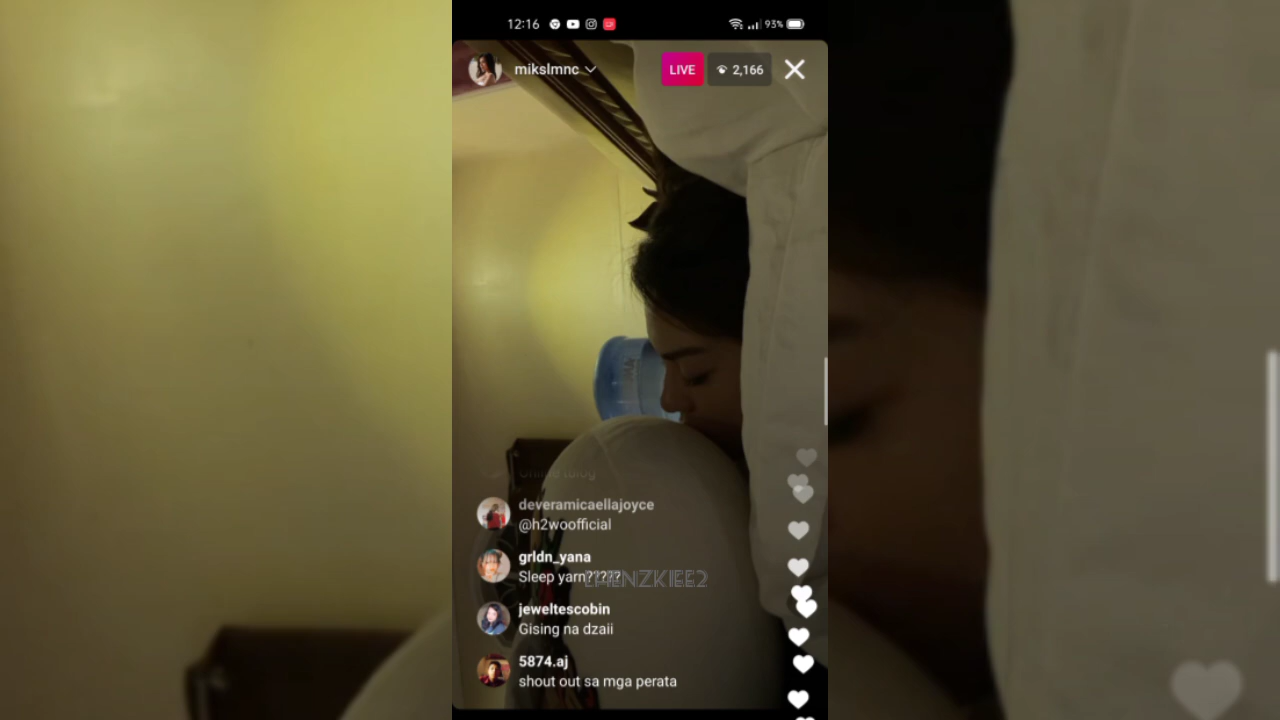 12:16
93%
mikslmnc
LIVE
2,166
deveramicaellajoyce
@h2woofficial
grldn_yana
Sleep yarn?????
jeweltescobin
Gising na dzaii
5874.aj
shout out sa mga perata